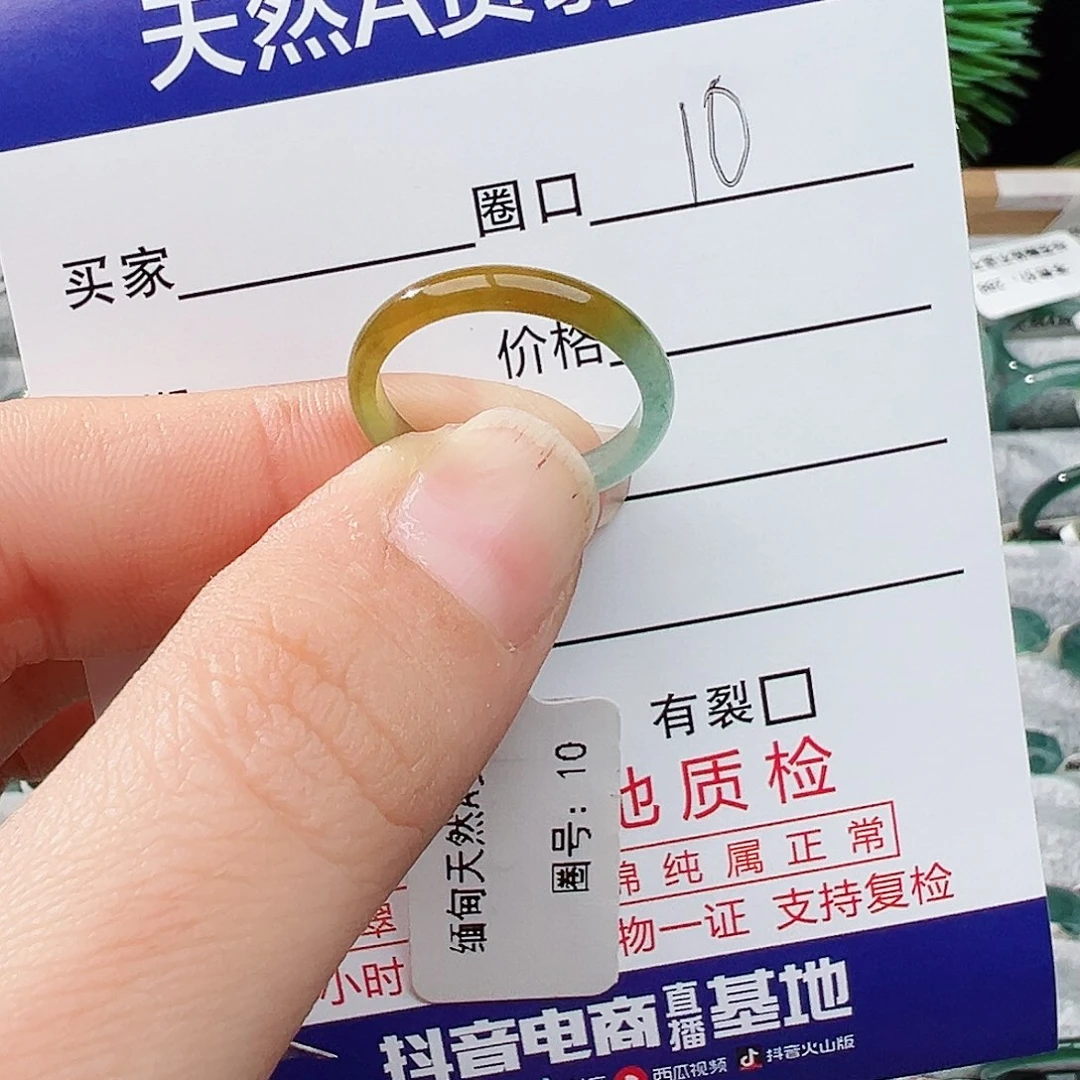 天然A货翡
圈口 10
买家
价格
有裂
地质检
棉纯属正常
物一证 支持复检
小时
缅甸天然A
圈号: 10
抖音电商直播基地
西瓜视频 抖音火山版